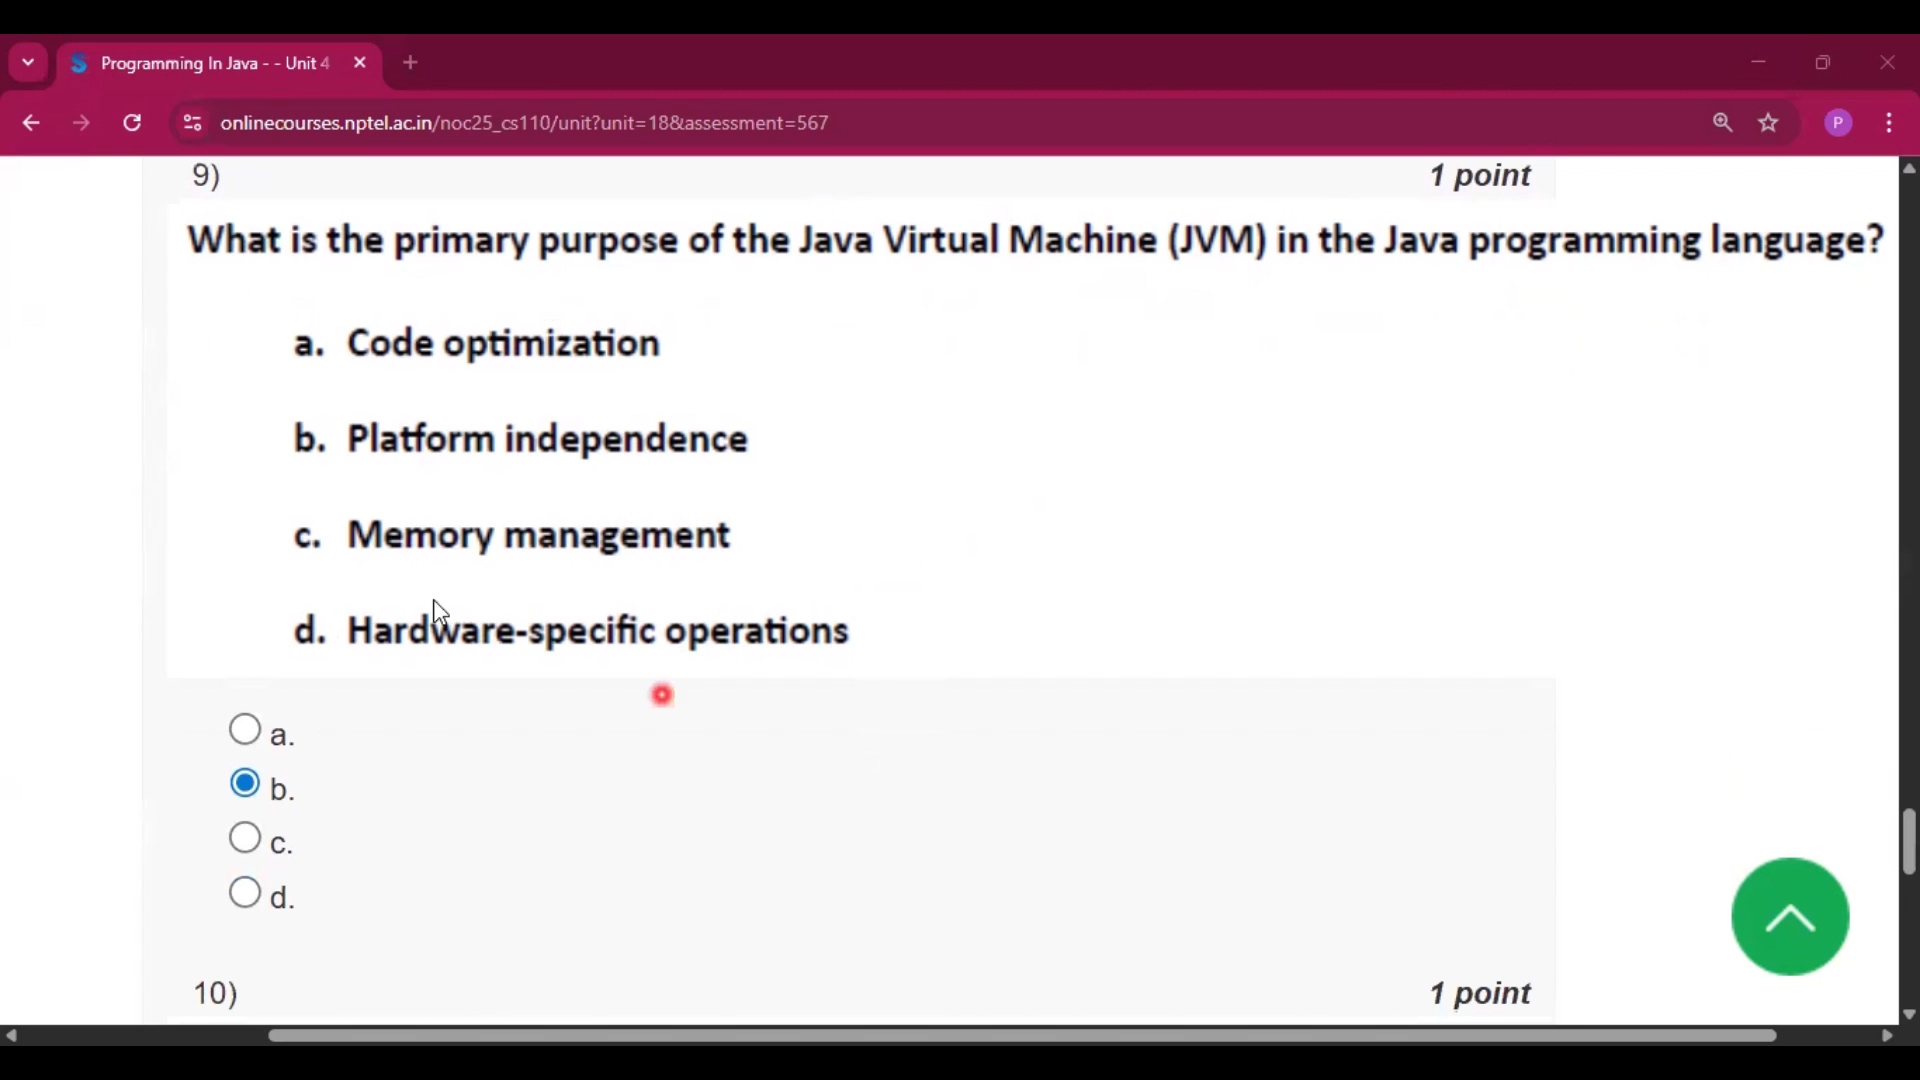 Programming In Java - - Unit 4
onlinecourses.nptel.ac.in/noc25_cs110/unit?unit=18&assessment=567
P
9)
1 point
What is the primary purpose of the Java Virtual Machine (JVM) in the Java programming language?
a. Code optimization
b. Platform independence
c. Memory management
d. Hardware-specific operations
a.
b.
c.
d.
10)
1 point